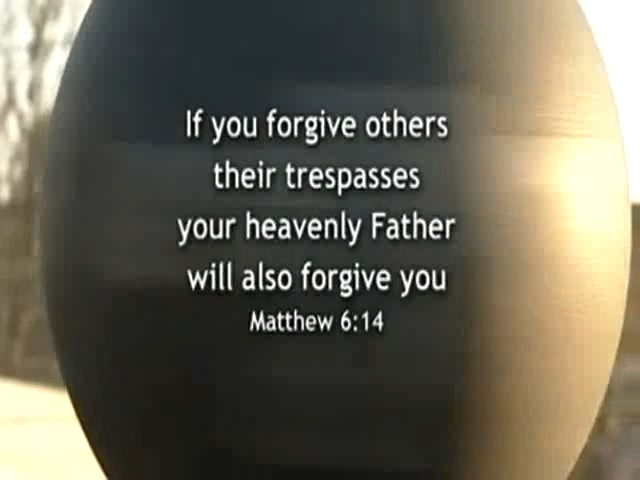 If you forgive others
their trespasses
your heavenly Father
will also forgive you
Matthew 6:14